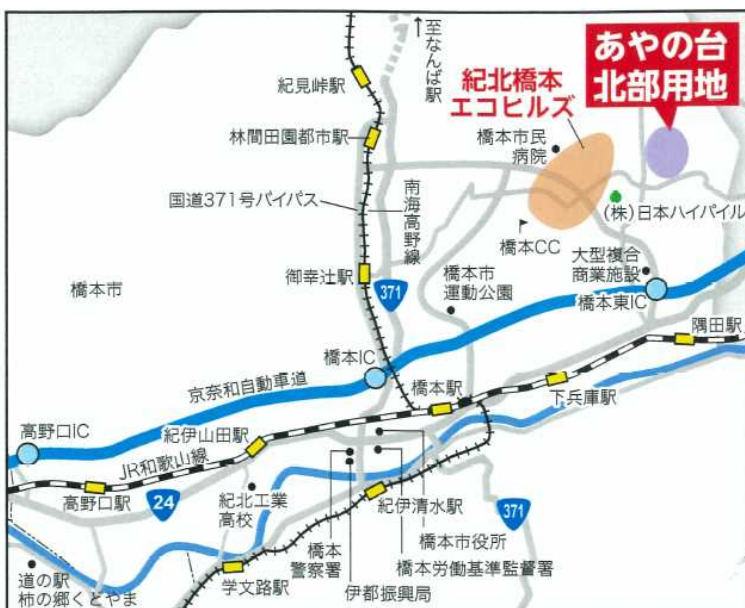 ↑至なんば駅
あやの台
北部用地
紀見峠駅
紀北橋本
エコヒルズ
林間田園都市駅
橋本市民
病院
国道371号バイパス
南海高野線
(株)日本ハイパイル
橋本CC
大型複合
商業施設
御幸辻駅
橋本市
運動公園
橋本市
371
橋本東IC
隅田駅
橋本IC
京奈和自動車道
橋本駅
下兵庫駅
高野口IC
紀伊山田駅
JR和歌山線
高野口駅
24
紀北工業
高校
紀伊清水駅
371
橋本
警察署
橋本市役所
橋本労働基準監督署
伊都振興局
学文路駅
道の駅
柿の郷くどやま